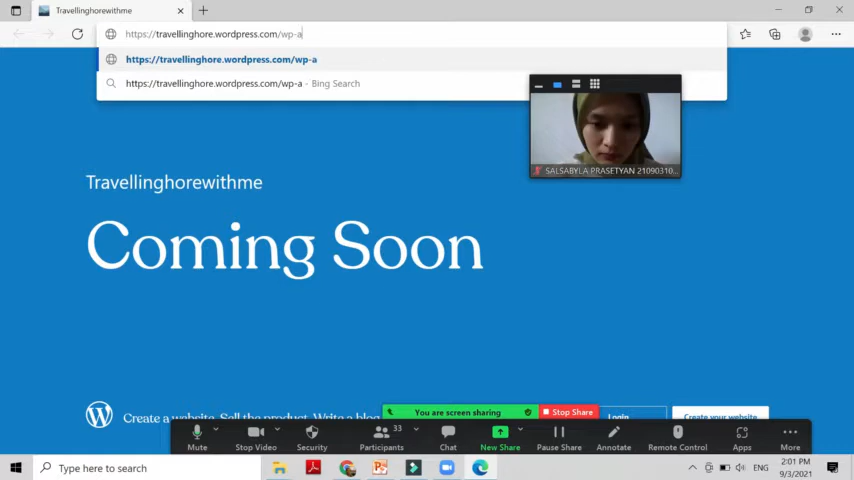 Travellinghore
https://travellinghore.wordpress.com/wp-a
https://travellinghore.wordpress.com/wp-a
https://travellinghore.wordpress.com/wp-a - Bing Search
SALSABYLA PRASETYAN 21090310...
Travellinghorewithme
Coming Soon
Create a website. Sell the product. Write a blog
You are screen sharing
Stop Share
Login
Create your website
33
Mute
Stop Video
Security
Participants
Chat
New Share
Pause Share
Annotate
Remote Control
Apps
More
Type here to search
ENG
2:01 PM
9/3/2021